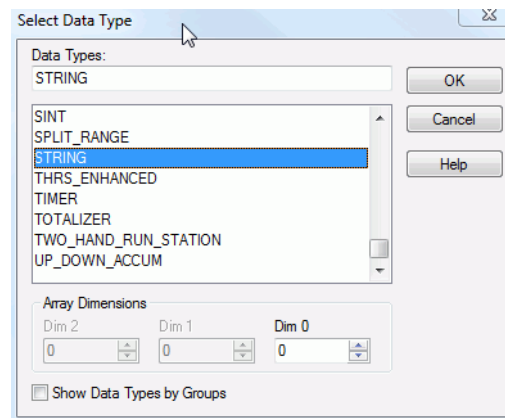 Select Data Type
Data Types:
STRING
OK
SINT
SPLIT_RANGE
STRING
THRS_ENHANCED
TIMER
TOTALIZER
TWO_HAND_RUN_STATION
UP_DOWN_ACCUM
Cancel
Help
Array Dimensions
Dim 2 Dim 1 Dim 0
0 0 0
Show Data Types by Groups